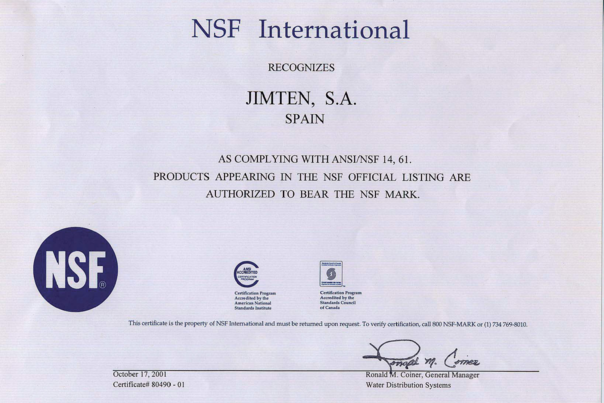 NSF International
RECOGNIZES
JIMTEN, S.A.
SPAIN
AS COMPLYING WITH ANSI/NSF 14, 61.
PRODUCTS APPEARING IN THE NSF OFFICIAL LISTING ARE
AUTHORIZED TO BEAR THE NSF MARK.
NSF®
ANSI
ACCREDITED
Certification Program
Accredited by the
American National
Standards Institute
Certification Program
Accredited by the
Standards Council
of Canada
This certificate is the property of NSF International and must be returned upon request. To verify certification, call 800 NSF-MARK or (1) 734 769-8010.
Ronald M. Coiner
October 17, 2001
Certificate# 80490 - 01
Ronald M. Coiner, General Manager
Water Distribution Systems